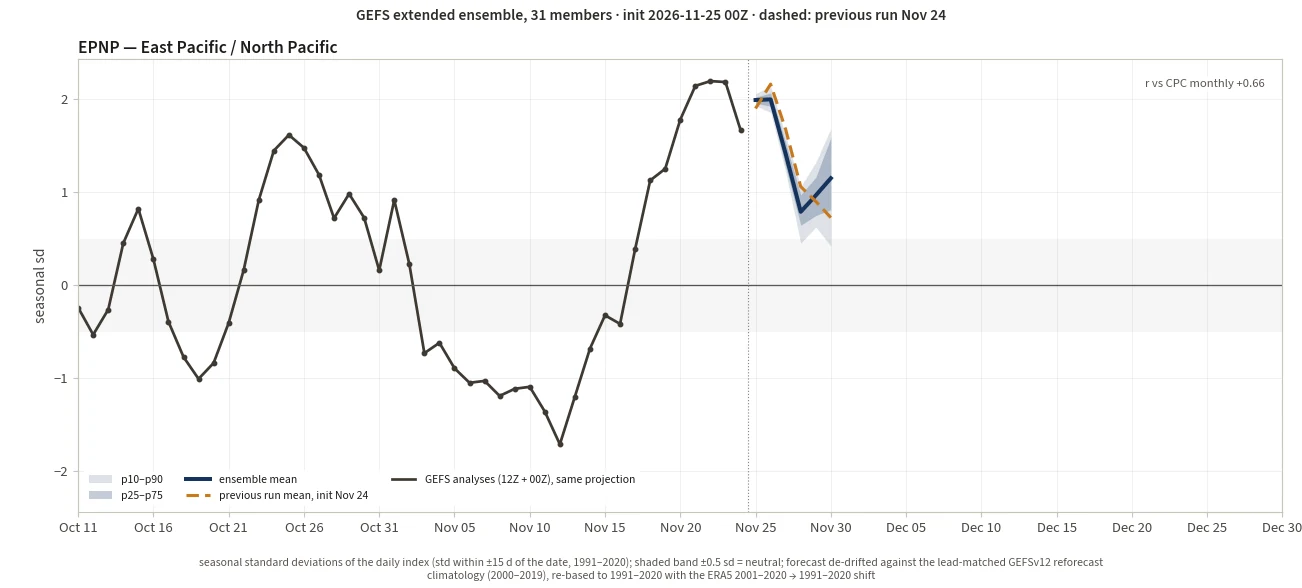 GEFS extended ensemble, 31 members · init 2026-11-25 00Z · dashed: previous run Nov 24
EPNP — East Pacific / North Pacific
r vs CPC monthly +0.66
seasonal sd
2
1
0
−1
−2
p10–p90
p25–p75
ensemble mean
previous run mean, init Nov 24
GEFS analyses (12Z + 00Z), same projection
Oct 11 Oct 16 Oct 21 Oct 26 Oct 31 Nov 05 Nov 10 Nov 15 Nov 20 Nov 25 Nov 30 Dec 05 Dec 10 Dec 15 Dec 20 Dec 25 Dec 30
seasonal standard deviations of the daily index (std within ±15 d of the date, 1991–2020); shaded band ±0.5 sd = neutral; forecast de-drifted against the lead-matched GEFSv12 reforecast
climatology (2000–2019), re-based to 1991–2020 with the ERA5 2001–2020 → 1991–2020 shift